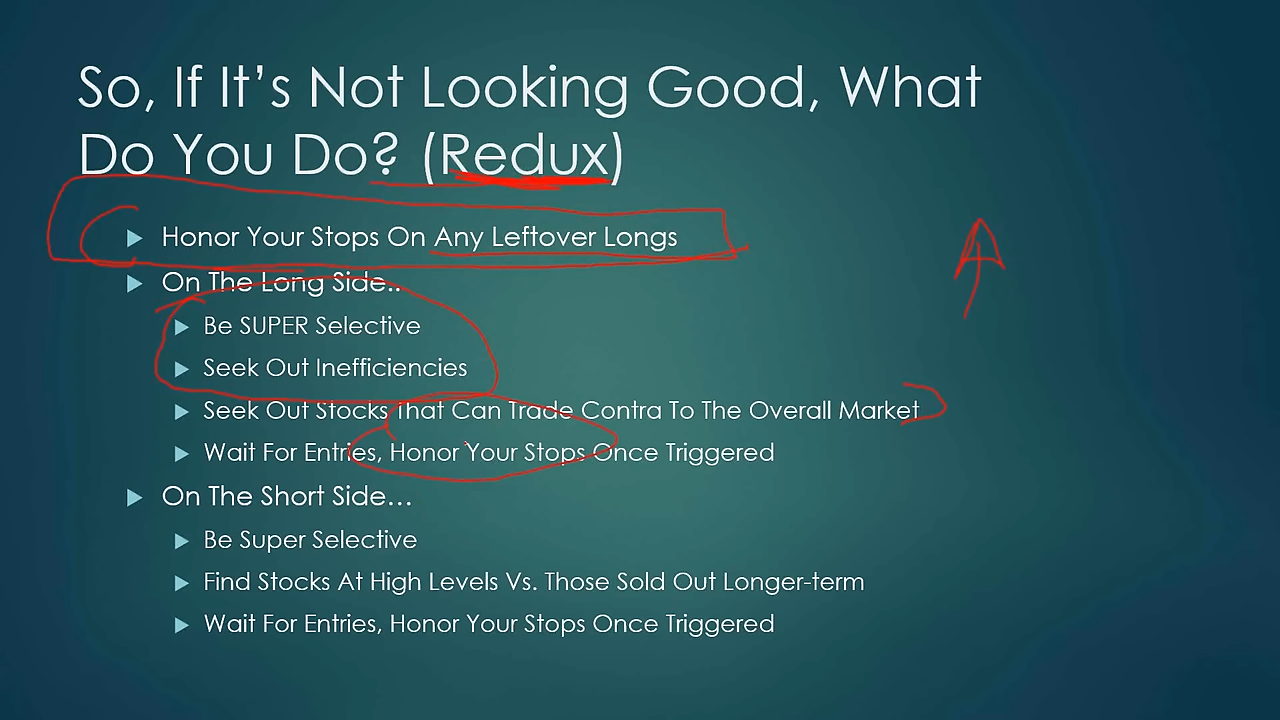 So, If It's Not Looking Good, What
Do You Do? (Redux)
Honor Your Stops On Any Leftover Longs
On The Long Side..
Be SUPER Selective
Seek Out Inefficiencies
Seek Out Stocks That Can Trade Contra To The Overall Market
Wait For Entries, Honor Your Stops Once Triggered
On The Short Side...
Be Super Selective
Find Stocks At High Levels Vs. Those Sold Out Longer-term
Wait For Entries, Honor Your Stops Once Triggered